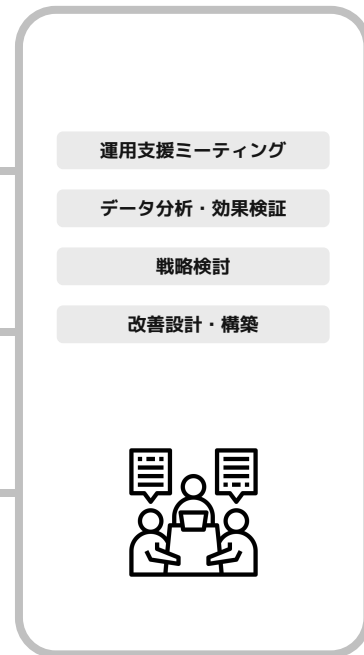 運用支援ミーティング
データ分析・効果検証
戦略検討
改善設計・構築